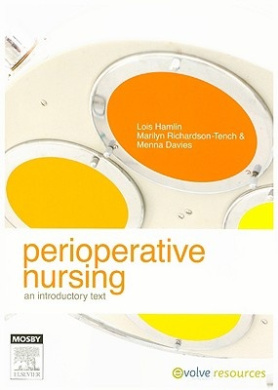 Lois Hamlin
Marilyn Richardson-Tench &
Menna Davies
perioperative
nursing
an introductory text
MOSBY
ELSEVIER
evolve resources